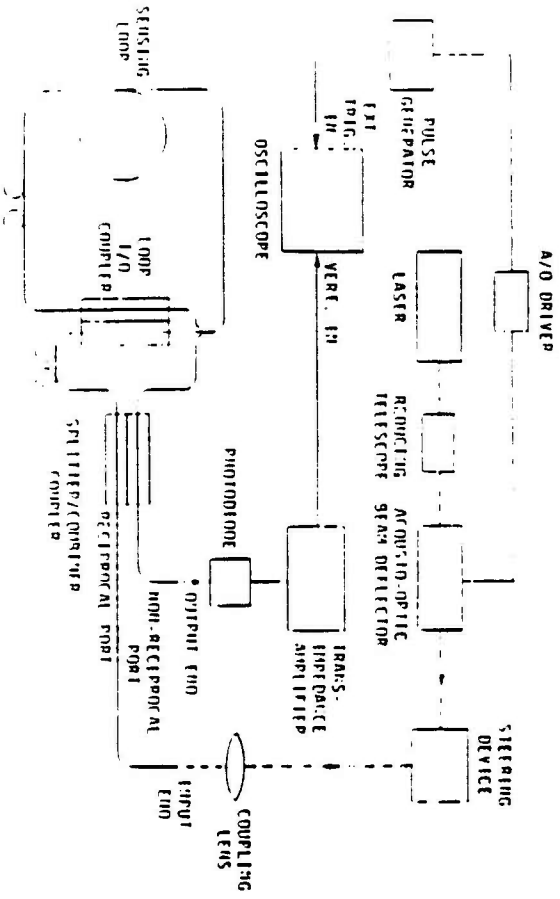 A/O DRIVER
PULSE
GENEPATOR
LASER
REDUCING
TELESCOPE
ACOUSTO-OPTIC
BEAM DEFLECTOR
STEERING
DEVICE
EXT
TRIG.
IN
OSCILLOSCOPE
VERT. IN
TRANS-
IMPEDANCE
AMPLIFIER
COUPLING
LENS
PHOTODIODE
OUTPUT END
NON-RECIPROCAL
PORT
INPUT
END
SENSING
LOOP
LOOP
I/O
COUPLER
SPLITTER/COMBINER
COUPLER
RECIPROCAL PORT